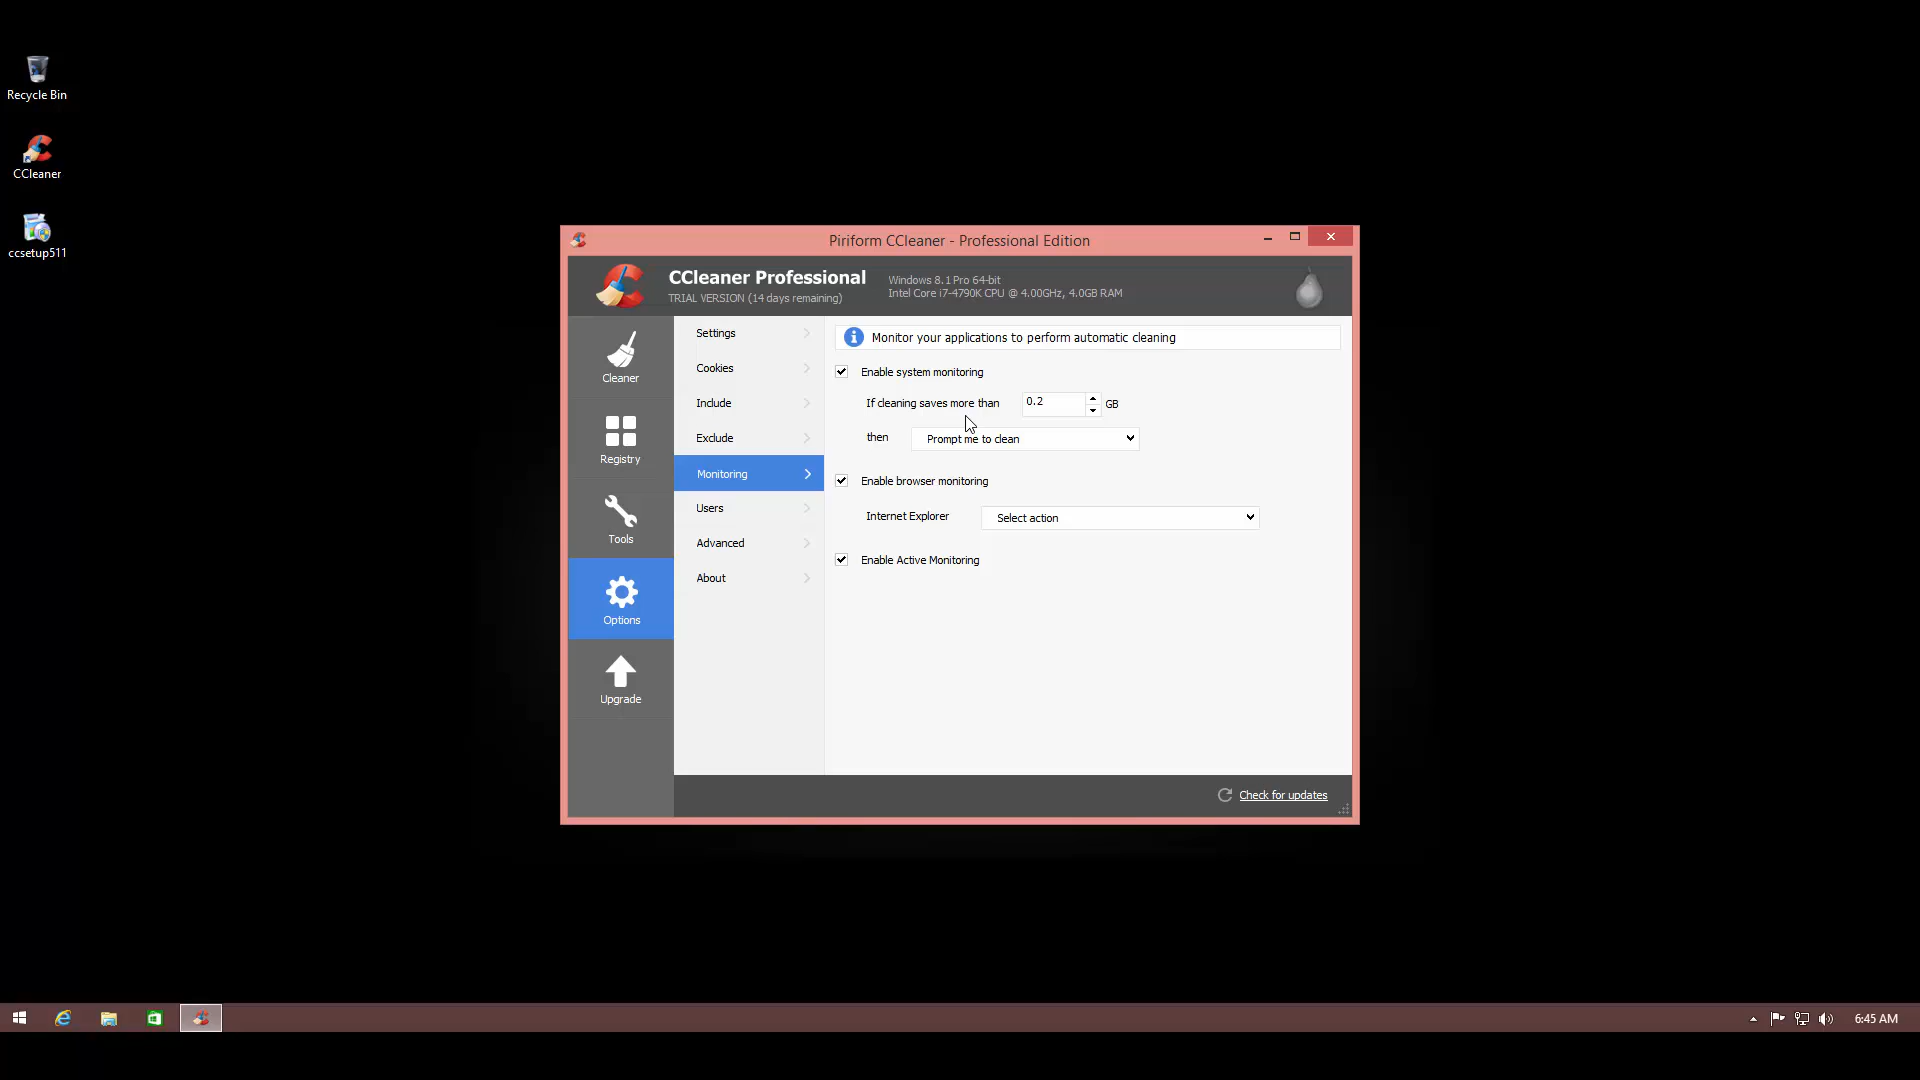 Recycle Bin
CCleaner
ccsetup511
Piriform CCleaner - Professional Edition
CCleaner Professional
TRIAL VERSION (14 days remaining)
Windows 8.1 Pro 64-bit
Intel Core i7-4790K CPU @ 4.00GHz, 4.0GB RAM
Cleaner
Registry
Tools
Options
Upgrade
Settings
Cookies
Include
Exclude
Monitoring
Users
Advanced
About
Monitor your applications to perform automatic cleaning
Enable system monitoring
If cleaning saves more than 0.2 GB
then Prompt me to clean
Enable browser monitoring
Internet Explorer Select action
Enable Active Monitoring
Check for updates
6:45 AM